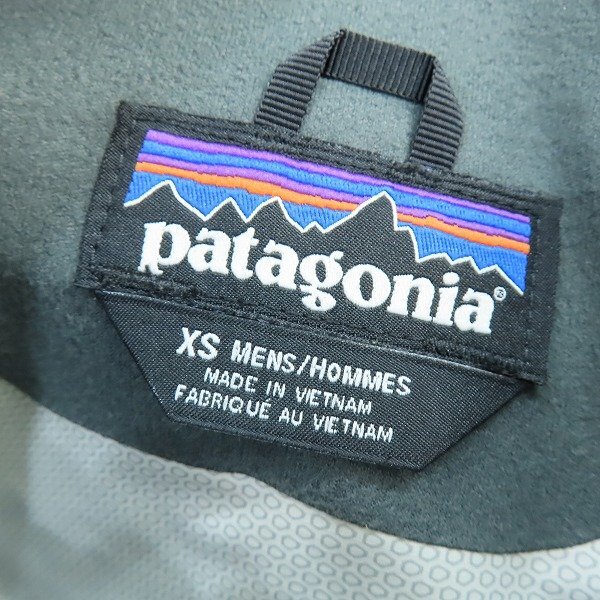 patagonia®
XS MENS/HOMMES
MADE IN VIETNAM
FABRIQUÉ AU VIETNAM